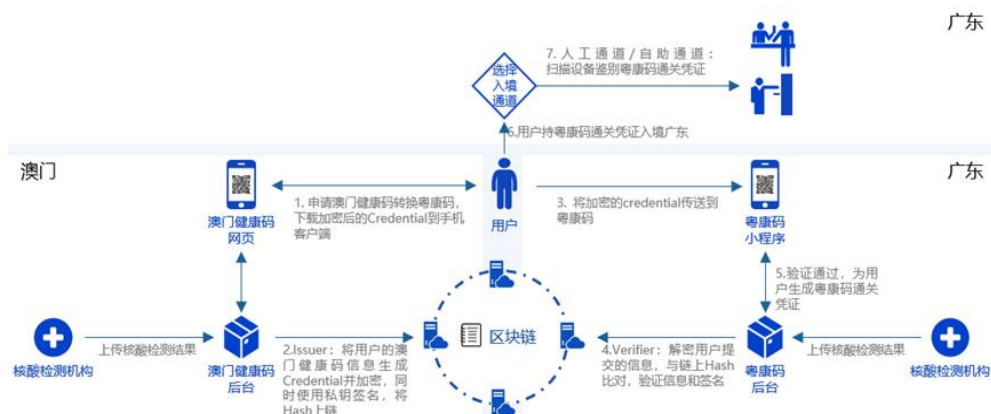 广东
7. 人工通道/自助通道：
扫描设备鉴别粤康码通关凭证
选择
入境
通道
6.用户持粤康码通关凭证入境广东
澳门
广东
1. 申请澳门健康码转换粤康码，
下载加密后的Credential到手机
客户端
3. 将加密的credential传送到
粤康码
澳门健康码
网页
用户
粤康码
小程序
5.验证通过，为用
户生成粤康码通关
凭证
区块链
上传核酸检测结果
上传核酸检测结果
核酸检测机构
澳门健康码
后台
2.Issuer：将用户的澳
门健康码信息生成
Credential并加密，同
时使用私钥签名，将
Hash上链
4.Verifier：解密用户提
交的信息，与链上Hash
比对，验证信息和签名
粤康码
后台
核酸检测机构